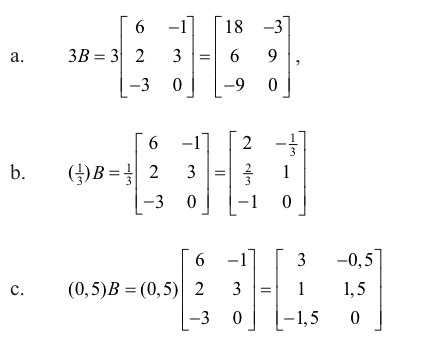 a. 3B = 3 [6 −1; 2 3; −3 0] = [18 −3; 6 9; −9 0],
b. (1/3)B = 1/3 [6 −1; 2 3; −3 0] = [2 −1/3; 2/3 1; −1 0]
c. (0,5)B = (0,5) [6 −1; 2 3; −3 0] = [3 −0,5; 1 1,5; −1,5 0]